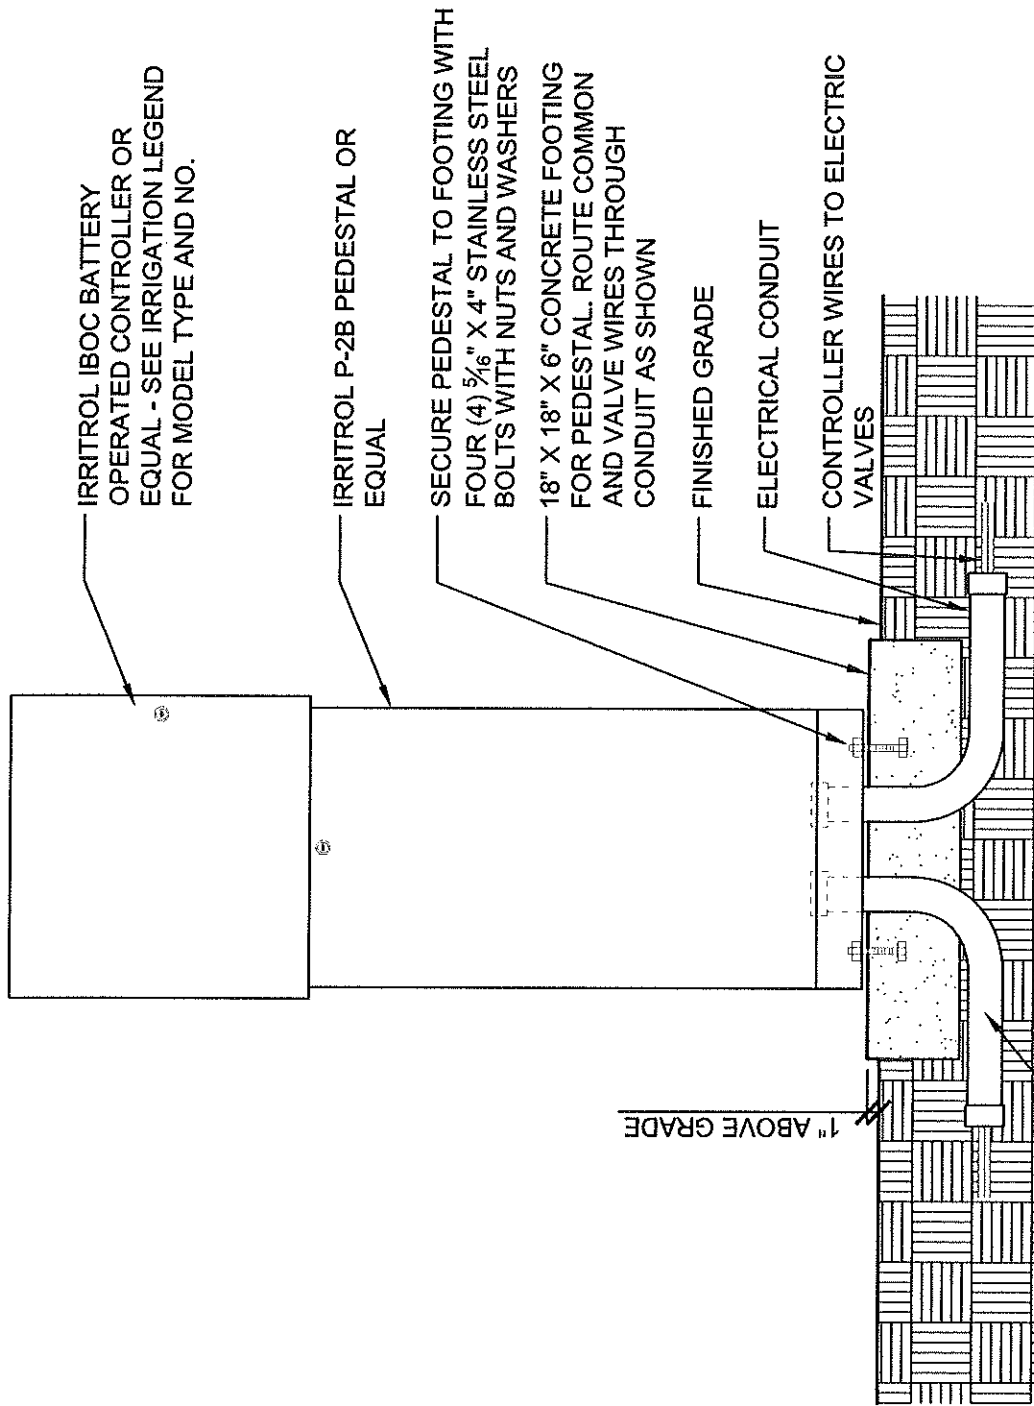 IRRITROL IBOC BATTERY
OPERATED CONTROLLER OR
EQUAL - SEE IRRIGATION LEGEND
FOR MODEL TYPE AND NO.
IRRITROL P-2B PEDESTAL OR
EQUAL
SECURE PEDESTAL TO FOOTING WITH
FOUR (4) 5/16" X 4" STAINLESS STEEL
BOLTS WITH NUTS AND WASHERS
18" X 18" X 6" CONCRETE FOOTING
FOR PEDESTAL. ROUTE COMMON
AND VALVE WIRES THROUGH
CONDUIT AS SHOWN
FINISHED GRADE
ELECTRICAL CONDUIT
CONTROLLER WIRES TO ELECTRIC
VALVES
1" ABOVE GRADE